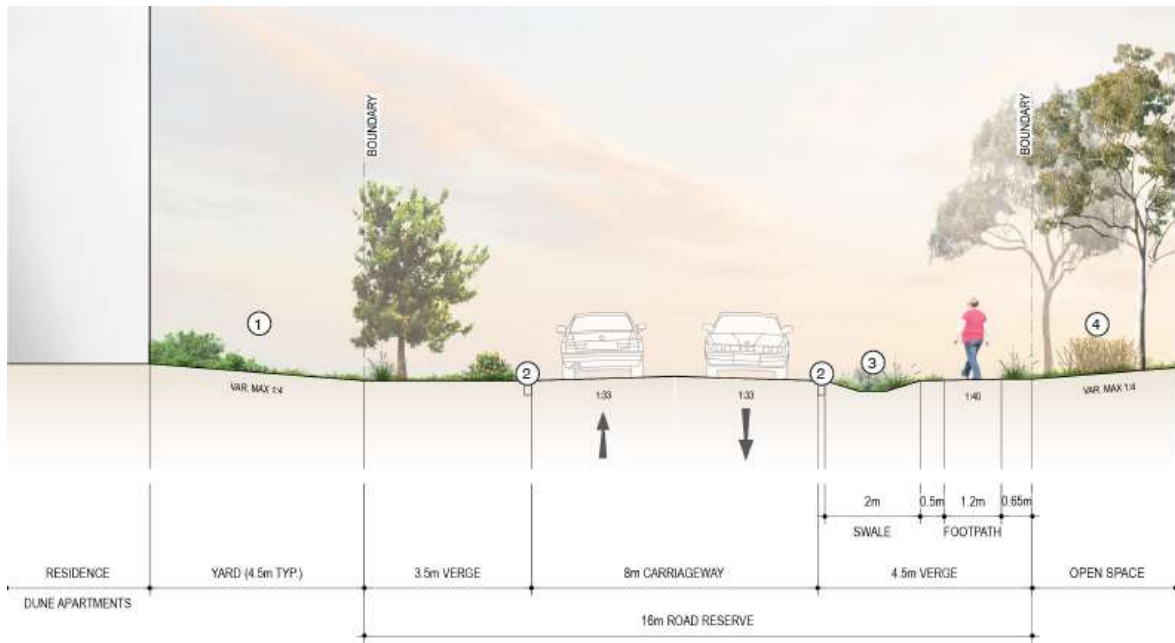 BOUNDARY
BOUNDARY
1
4
2
2
3
VAR. MAX 1:4
1:33
1:33
1:40
VAR. MAX 1:4
2m
0.5m
1.2m
0.65m
SWALE
FOOTPATH
RESIDENCE
YARD (4.5m TYP.)
3.5m VERGE
8m CARRIAGEWAY
4.5m VERGE
OPEN SPACE
DUNE APARTMENTS
16m ROAD RESERVE